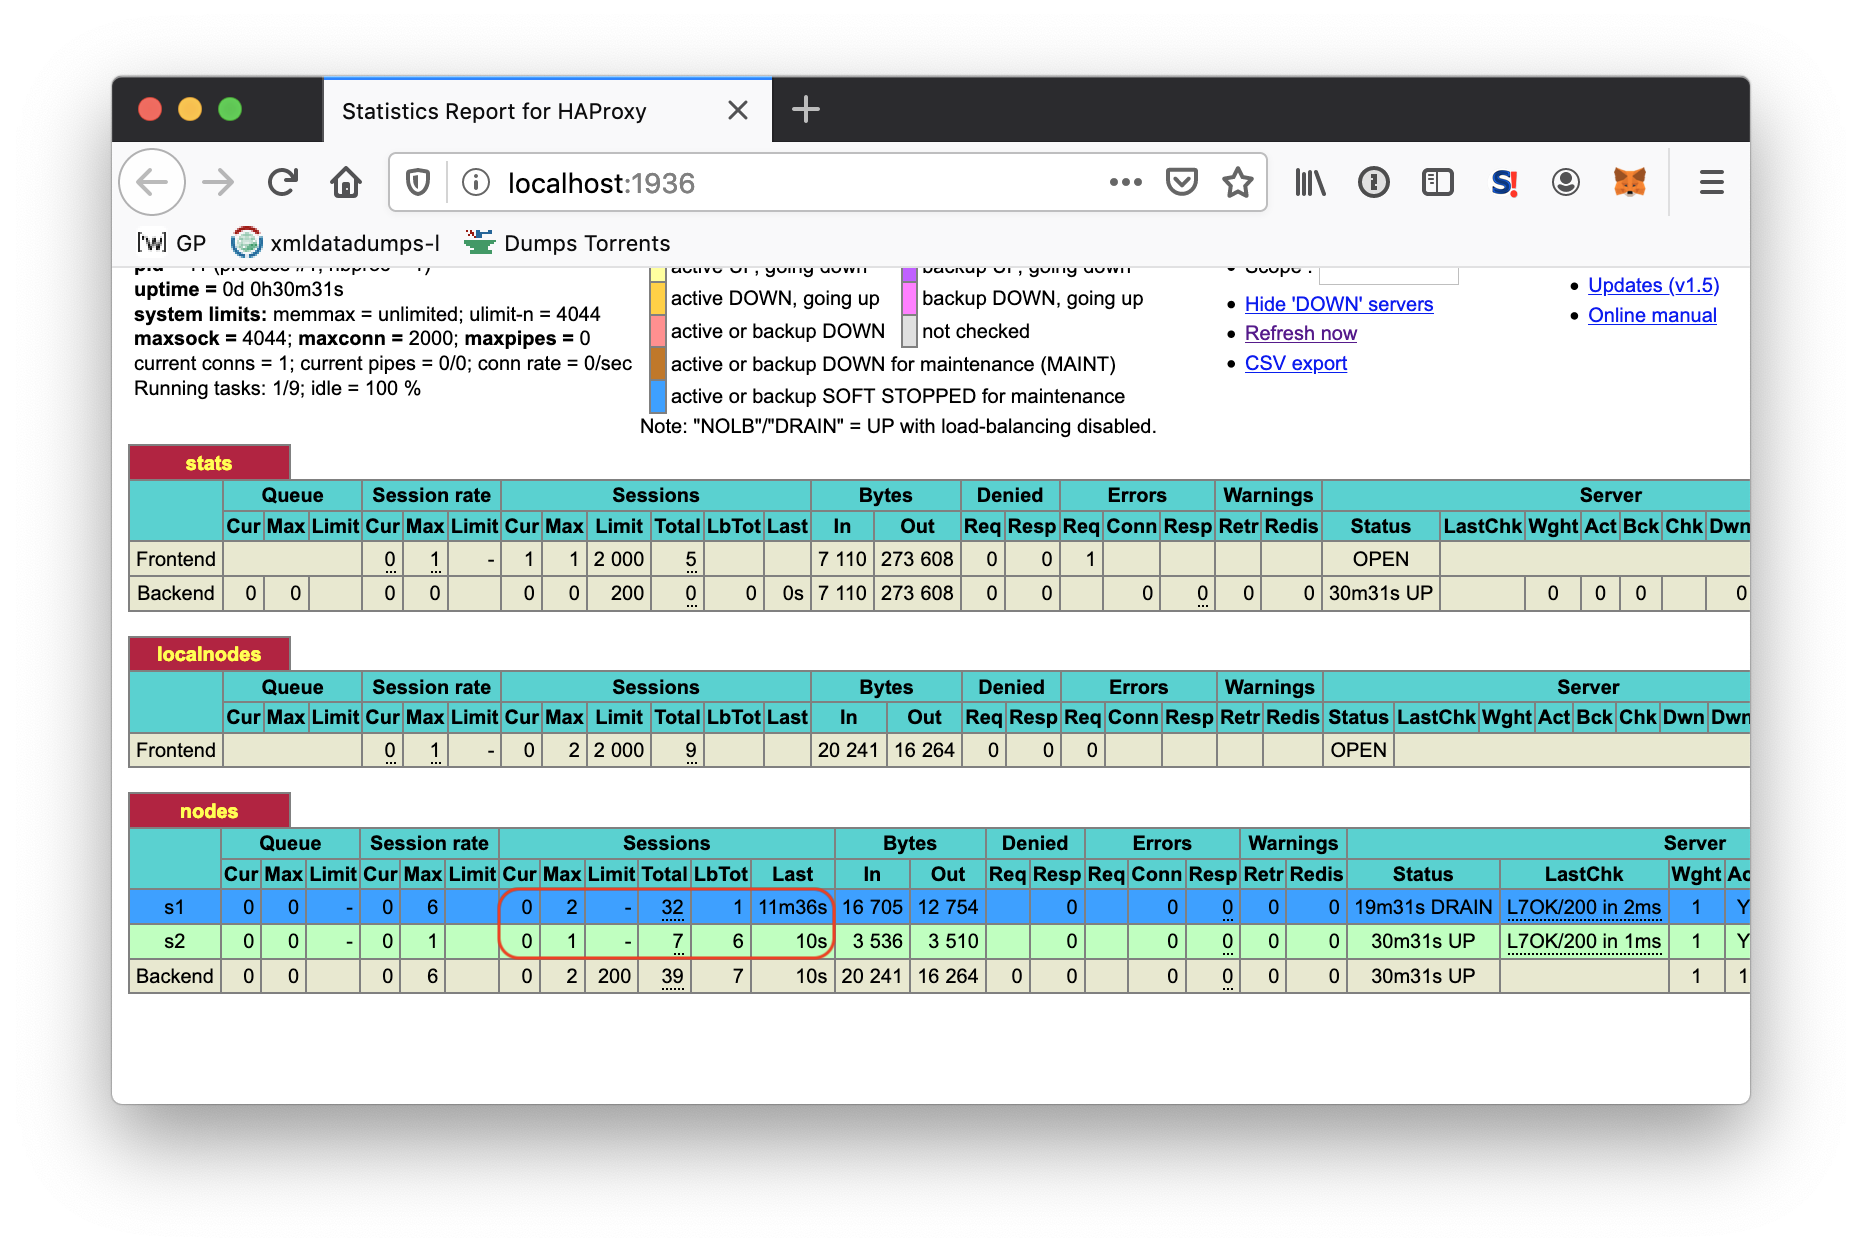 Statistics Report for HAProxy
localhost:1936
['W] GP xmldatadumps-l Dumps Torrents
active UP, going down backup UP, going down
uptime = 0d 0h30m31s
system limits: memmax = unlimited; ulimit-n = 4044
maxsock = 4044; maxconn = 2000; maxpipes = 0
current conns = 1; current pipes = 0/0; conn rate = 0/sec
Running tasks: 1/9; idle = 100 %
active DOWN, going up backup DOWN, going up
active or backup DOWN not checked
active or backup DOWN for maintenance (MAINT)
active or backup SOFT STOPPED for maintenance
Note: "NOLB"/"DRAIN" = UP with load-balancing disabled.
Scope :
Hide 'DOWN' servers
Refresh now
CSV export
Updates (v1.5)
Online manual
stats
Queue Session rate Sessions Bytes Denied Errors Warnings Server
Cur Max Limit Cur Max Limit Cur Max Limit Total LbTot Last In Out Req Resp Req Conn Resp Retr Redis Status LastChk Wght Act Bck Chk Dwn
Frontend 0 1 - 1 1 2 000 5 7 110 273 608 0 0 1 OPEN
Backend 0 0 0 0 0 0 200 0 0 0s 7 110 273 608 0 0 0 0 0 0 30m31s UP 0 0 0 0
localnodes
Queue Session rate Sessions Bytes Denied Errors Warnings Server
Cur Max Limit Cur Max Limit Cur Max Limit Total LbTot Last In Out Req Resp Req Conn Resp Retr Redis Status LastChk Wght Act Bck Chk Dwn Dwn
Frontend 0 1 - 0 2 2 000 9 20 241 16 264 0 0 0 OPEN
nodes
Queue Session rate Sessions Bytes Denied Errors Warnings Server
Cur Max Limit Cur Max Limit Cur Max Limit Total LbTot Last In Out Req Resp Req Conn Resp Retr Redis Status LastChk Wght Ac
s1 0 0 - 0 6 0 2 - 32 1 11m36s 16 705 12 754 0 0 0 0 0 19m31s DRAIN L7OK/200 in 2ms 1 Y
s2 0 0 - 0 1 0 1 - 7 6 10s 3 536 3 510 0 0 0 0 0 30m31s UP L7OK/200 in 1ms 1 Y
Backend 0 0 0 6 0 2 200 39 7 10s 20 241 16 264 0 0 0 0 0 0 30m31s UP 1 1